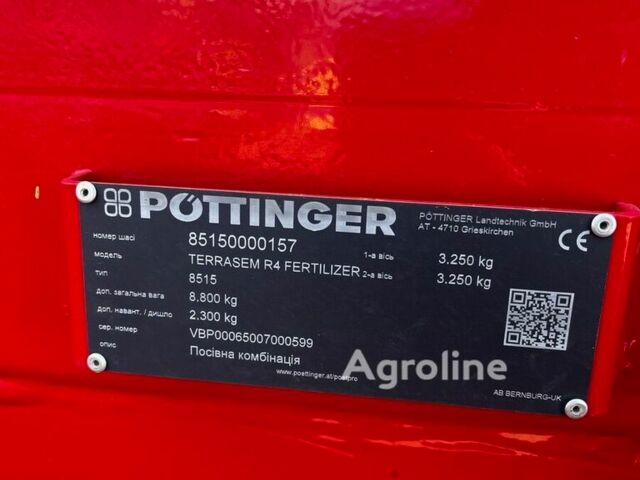 PÖTTINGER
PÖTTINGER Landtechnik GmbH
AT - 4710 Grieskirchen
CE
номер шасі 85150000157 1-а вісь 3.250 kg
модель TERRASEM R4 FERTILIZER 2-а вісь 3.250 kg
тип 8515
доп. загальна вага 8.800 kg
доп. навант. / дишло 2.300 kg
сер. номер VBP00065007000599
опис Посівна комбінація
www.poettinger.at/poetpro
AB BERNBURG-UK
Agroline